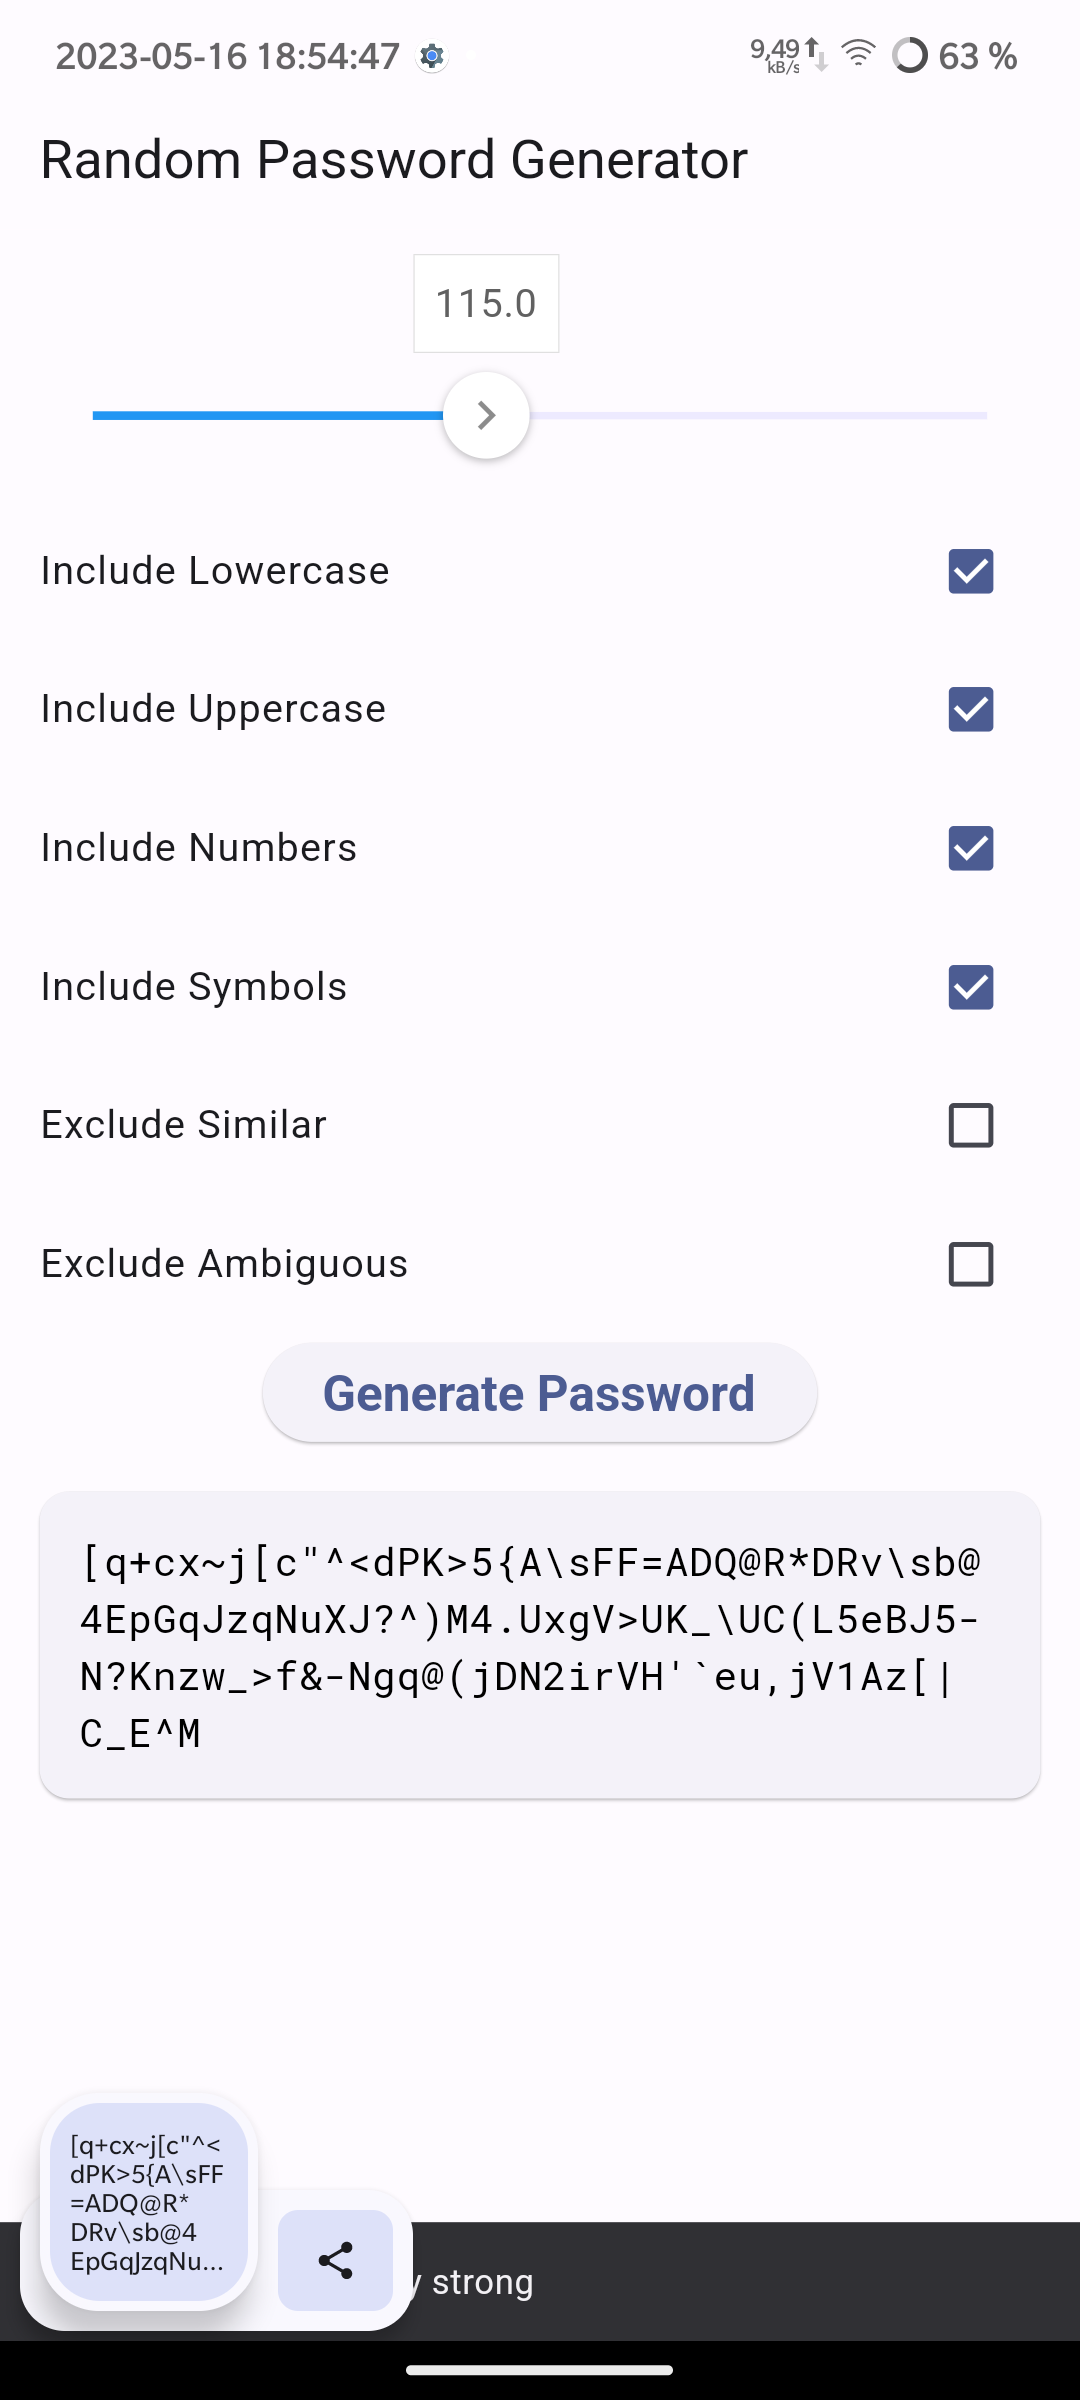 2023-05-16 18:54:47
9,49 kB/s 63 %
Random Password Generator
115.0
Include Lowercase
Include Uppercase
Include Numbers
Include Symbols
Exclude Similar
Exclude Ambiguous
Generate Password
[q+cx~j[c"^<dPK>5{A\sFF=ADQ@R*DRv\sb@
4EpGqJzqNuXJ?^)M4.UxgV>UK_\UC(L5eBJ5-
N?Knzw_>f&-Ngq@(jDN2irVH'`eu,jV1Az[|
C_E^M
[q+cx~j[c"^<
dPK>5{A\sFF
=ADQ@R*
DRv\sb@4
EpGqJzqNu...
y strong